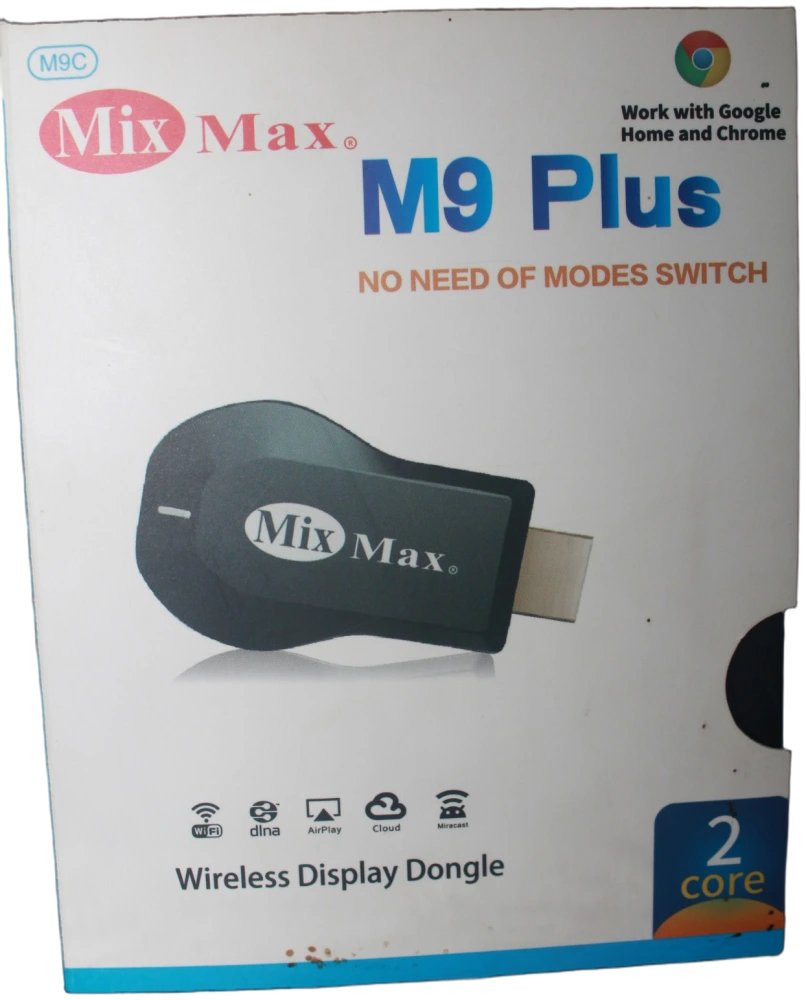 M9C
Mix Max®
Work with Google
Home and Chrome
M9 Plus
NO NEED OF MODES SWITCH
Mix Max®
WiFi
dlna
AirPlay
Cloud
Miracast
Wireless Display Dongle
2
core